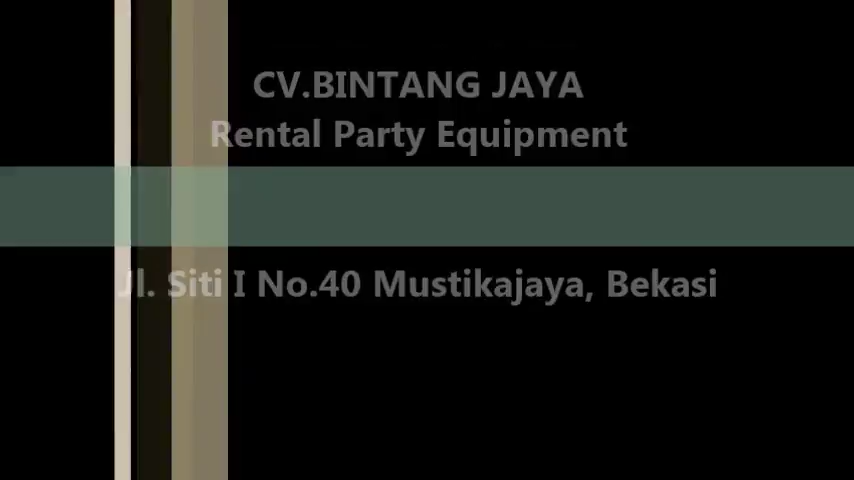 CV.BINTANG JAYA
Rental Party Equipment
Jl. Siti I No.40 Mustikajaya, Bekasi